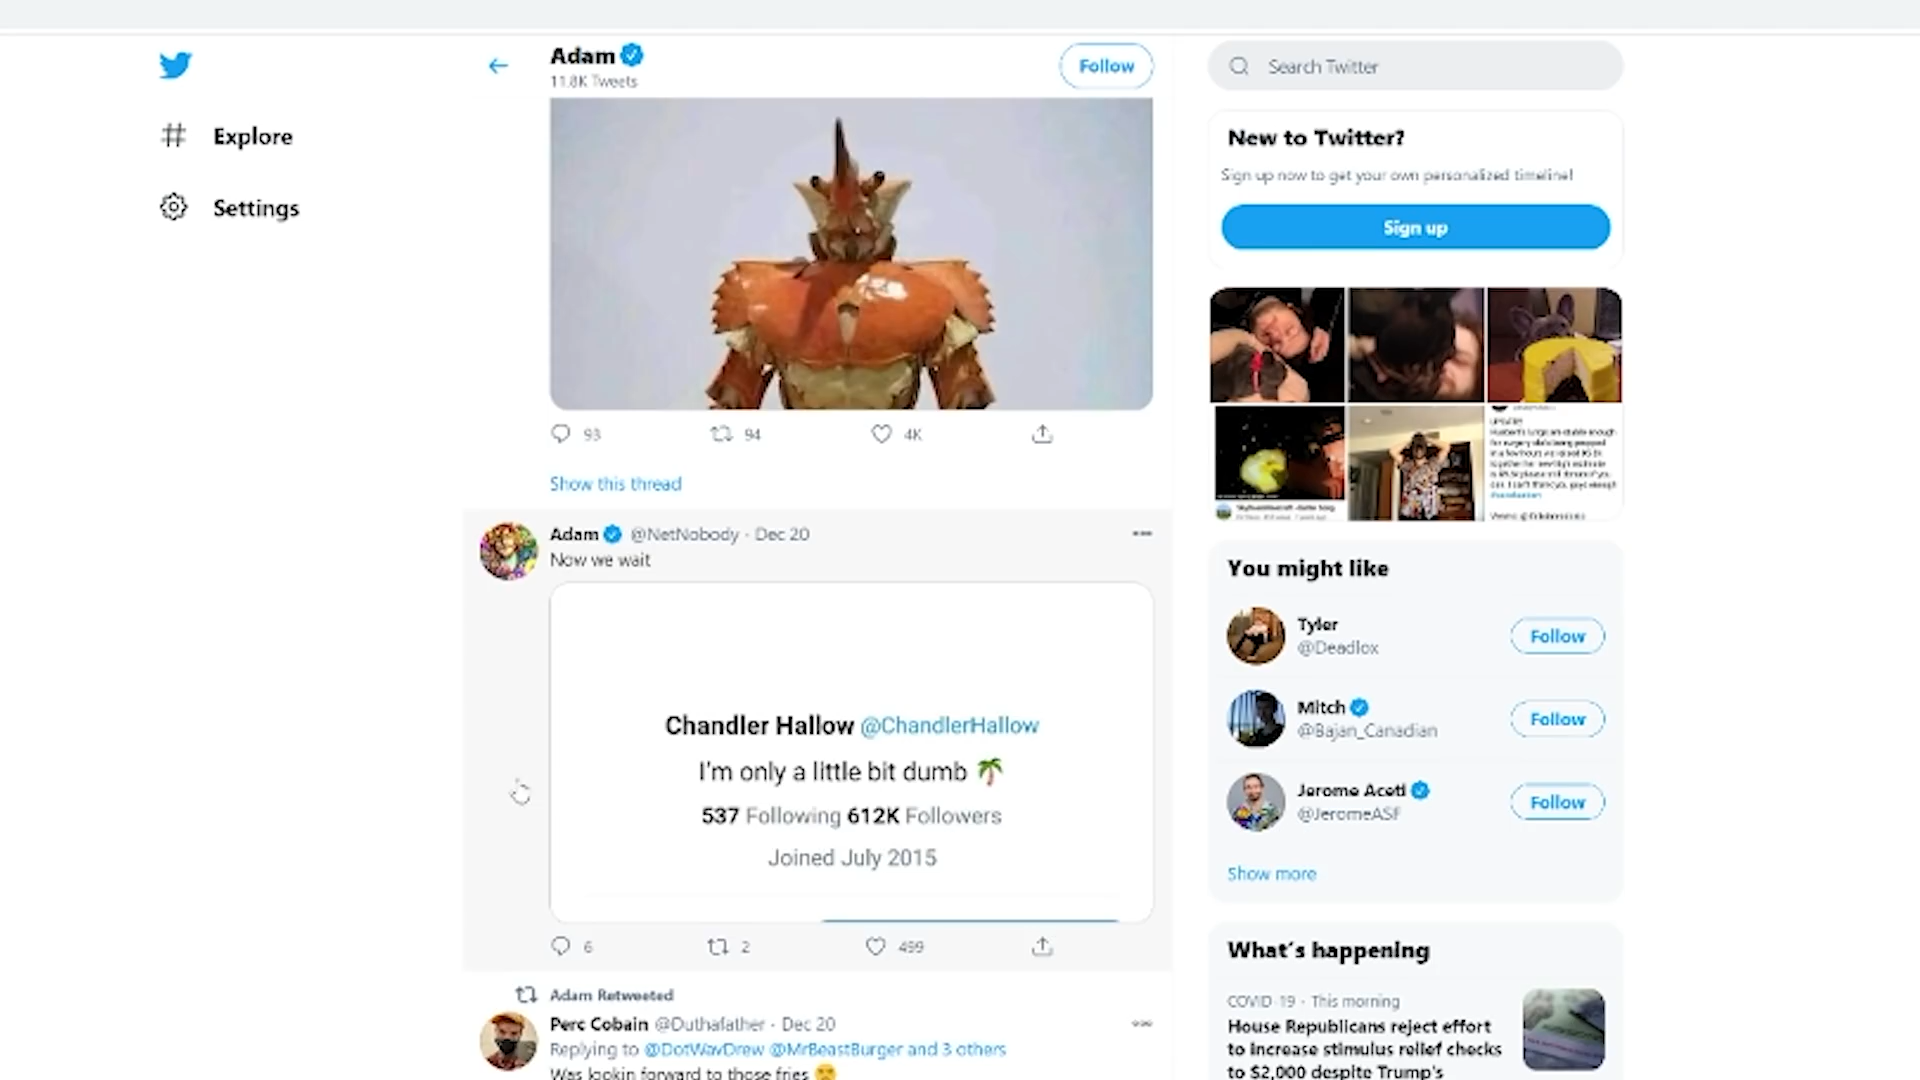 Explore
Settings
Adam
11.8K Tweets
Follow
93
94
4K
Show this thread
Adam @NetNobody · Dec 20
Now we wait
Chandler Hallow @ChandlerHallow
I'm only a little bit dumb 🌴
537 Following 612K Followers
Joined July 2015
6
2
499
Adam Retweeted
Perc Cobain @Duthafather · Dec 20
Replying to @DotWavDrew @MrBeastBurger and 3 others
Was lookin forward to those fries
Search Twitter
New to Twitter?
Sign up now to get your own personalized timeline!
Sign up
You might like
Tyler
@Deadlox
Follow
Mitch
@Bajan_Canadian
Follow
Jerome Aceti
@JeromeASF
Follow
Show more
What's happening
COVID-19 · This morning
House Republicans reject effort
to increase stimulus relief checks
to $2,000 despite Trump's